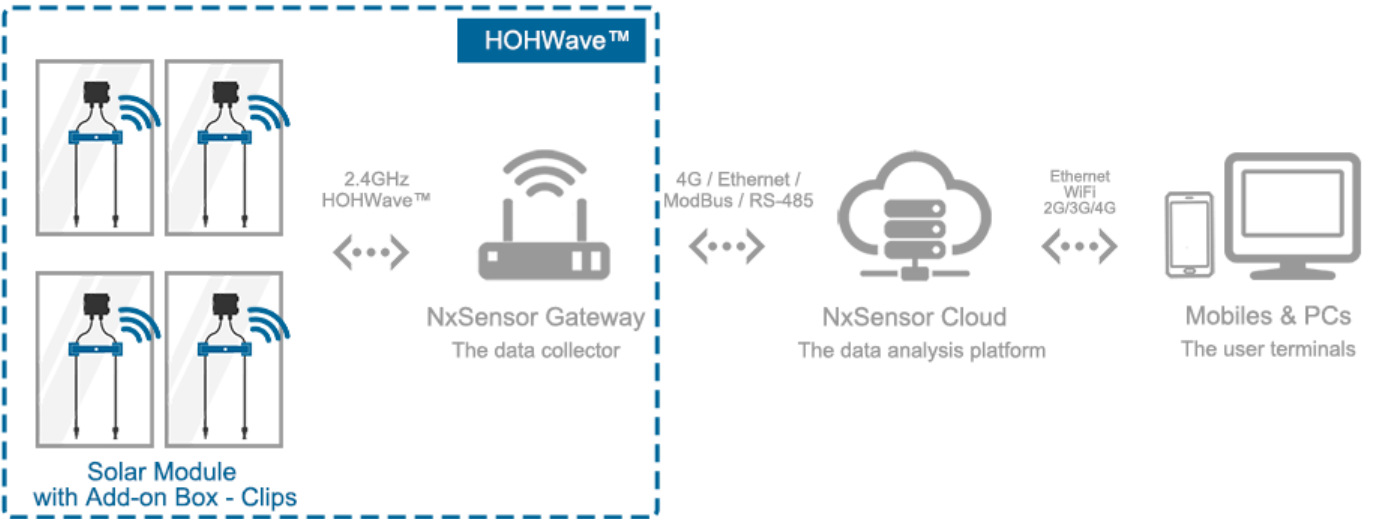 HOHWave™
2.4GHz
HOHWave™
4G / Ethernet /
ModBus / RS-485
Ethernet
WiFi
2G/3G/4G
NxSensor Gateway
The data collector
NxSensor Cloud
The data analysis platform
Mobiles & PCs
The user terminals
Solar Module
with Add-on Box - Clips